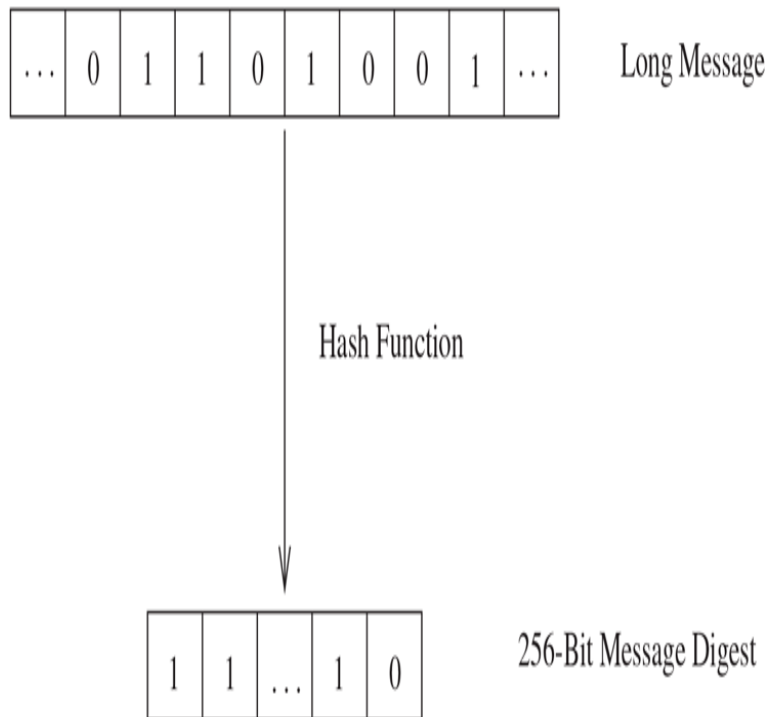 ... 0 1 1 0 1 0 0 1 ... Long Message
Hash Function
1 1 ... 1 0 256-Bit Message Digest